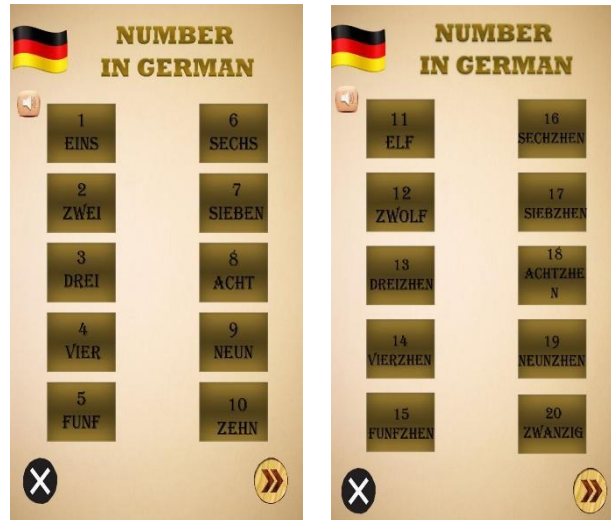 NUMBER
IN GERMAN
1
EINS
6
SECHS
2
ZWEI
7
SIEBEN
3
DREI
8
ACHT
4
VIER
9
NEUN
5
FUNF
10
ZEHN
NUMBER
IN GERMAN
11
ELF
16
SECHZHEN
12
ZWOLF
17
SIEBZHEN
13
DREIZHEN
18
ACHTZHE
N
14
VIERZHEN
19
NEUNZHEN
15
FUNFZHEN
20
ZWANZIG